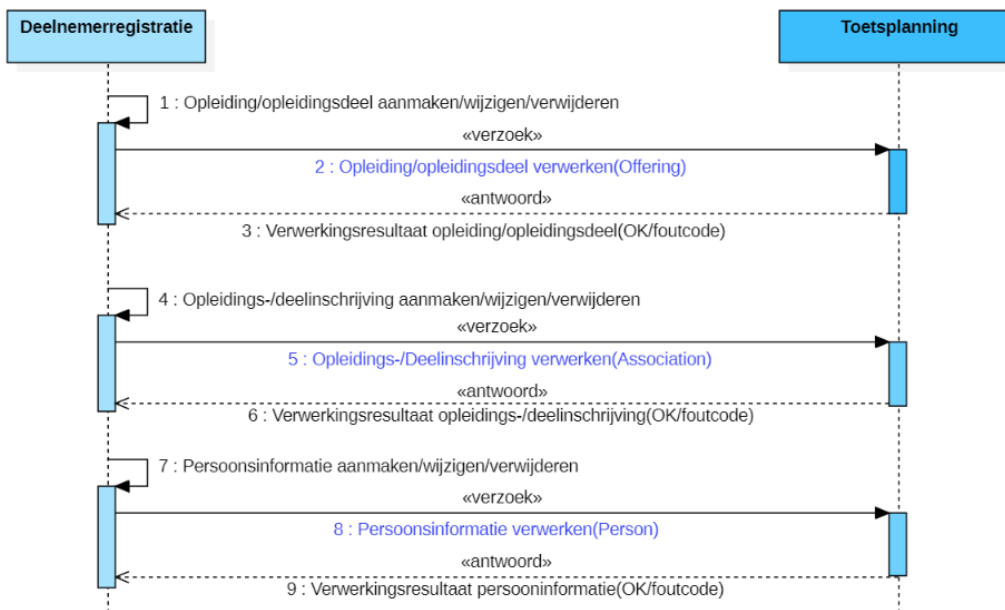 Deelnemerregistratie
Toetsplanning
1 : Opleiding/opleidingsdeel aanmaken/wijzigen/verwijderen
«verzoek»
2 : Opleiding/opleidingsdeel verwerken(Offering)
«antwoord»
3 : Verwerkingsresultaat opleiding/opleidingsdeel(OK/foutcode)
4 : Opleidings-/deelinschrijving aanmaken/wijzigen/verwijderen
«verzoek»
5 : Opleidings-/Deelinschrijving verwerken(Association)
«antwoord»
6 : Verwerkingsresultaat opleidings-/deelinschrijving(OK/foutcode)
7 : Persoonsinformatie aanmaken/wijzigen/verwijderen
«verzoek»
8 : Persoonsinformatie verwerken(Person)
«antwoord»
9 : Verwerkingsresultaat persooninformatie(OK/foutcode)